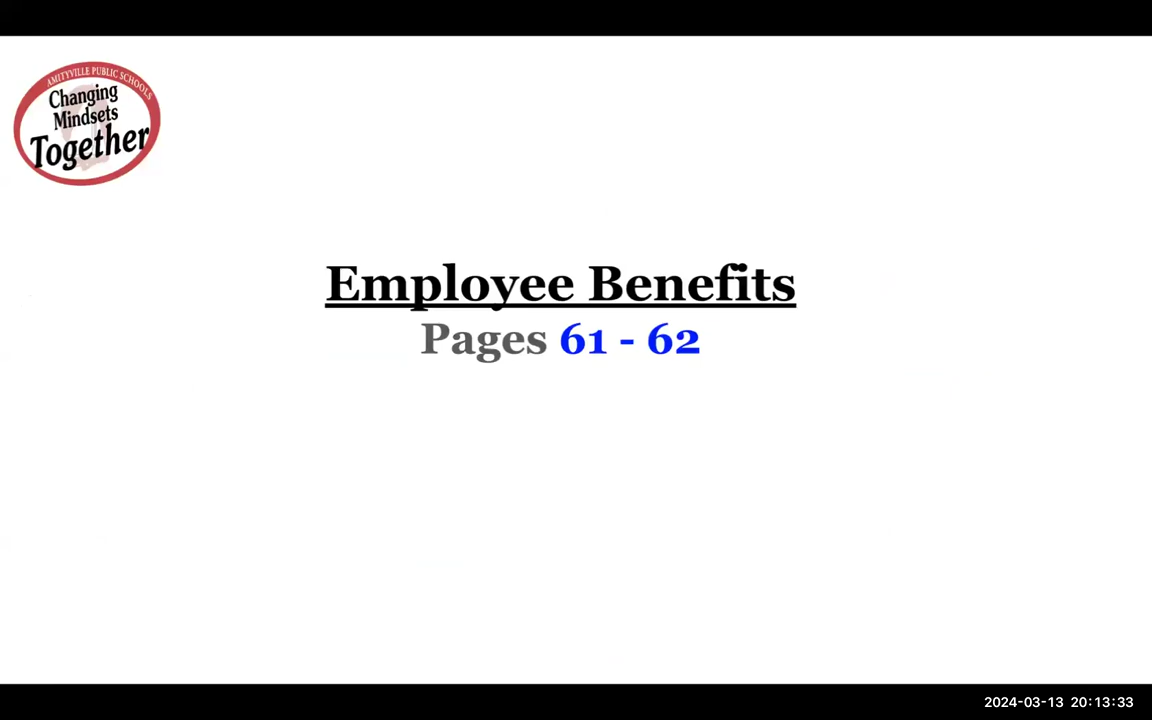 AMITYVILLE PUBLIC SCHOOLS
Changing
Mindsets
Together
Employee Benefits
Pages 61 - 62
2024-03-13 20:13:33